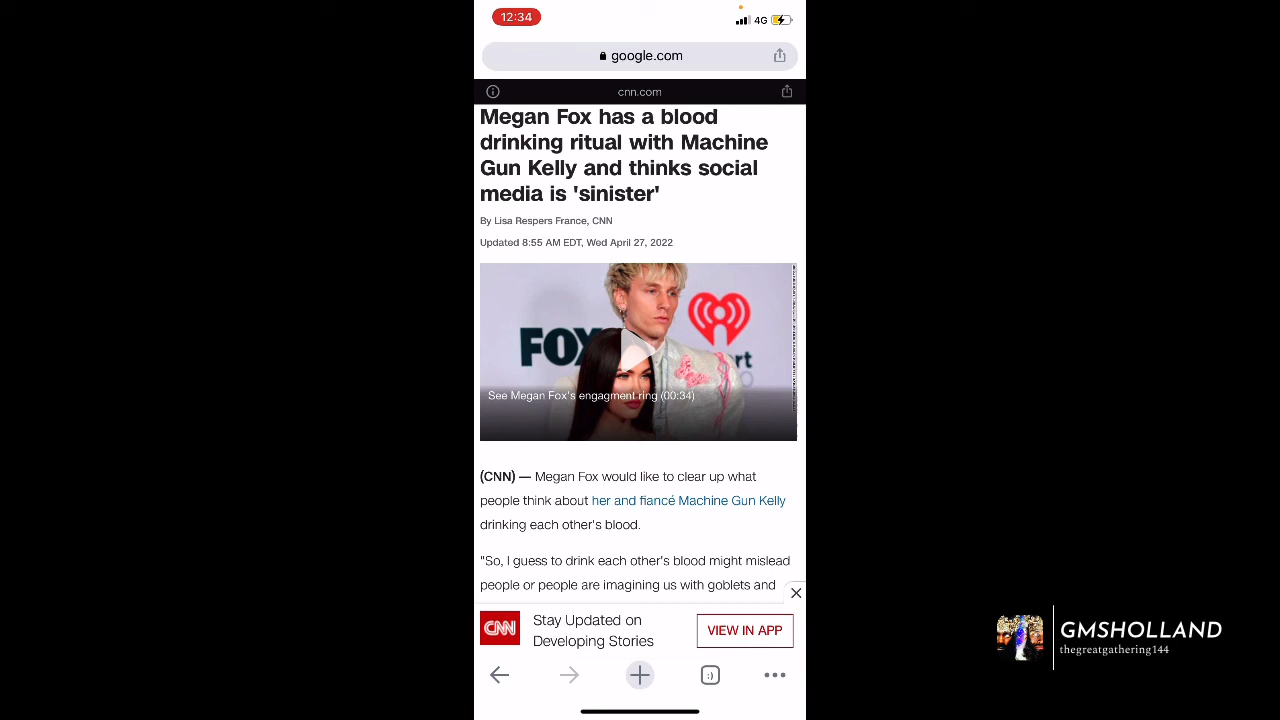 12:34
4G
google.com
cnn.com
Megan Fox has a blood
drinking ritual with Machine
Gun Kelly and thinks social
media is 'sinister'
By Lisa Respers France, CNN
Updated 8:55 AM EDT, Wed April 27, 2022
FOX
See Megan Fox's engagment ring (00:34)
(CNN) — Megan Fox would like to clear up what
people think about her and fiancé Machine Gun Kelly
drinking each other's blood.
"So, I guess to drink each other's blood might mislead
people or people are imagining us with goblets and
CNN
Stay Updated on
Developing Stories
VIEW IN APP
:)
GMSHOLLAND
thegreatgathering144